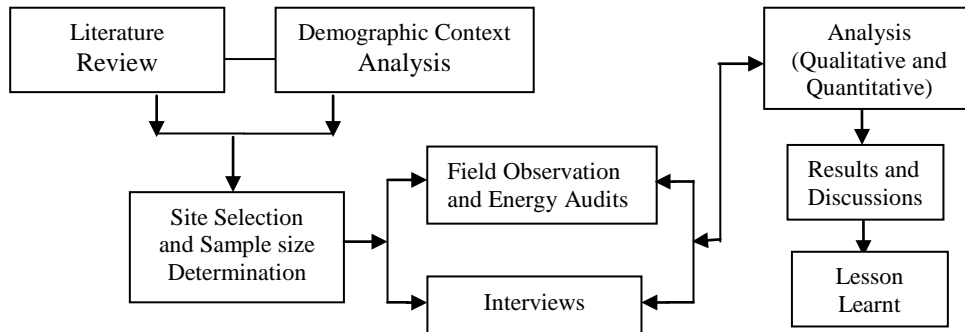 Literature
Review
Demographic Context
Analysis
Site Selection
and Sample size
Determination
Field Observation
and Energy Audits
Interviews
Analysis
(Qualitative and
Quantitative)
Results and
Discussions
Lesson
Learnt